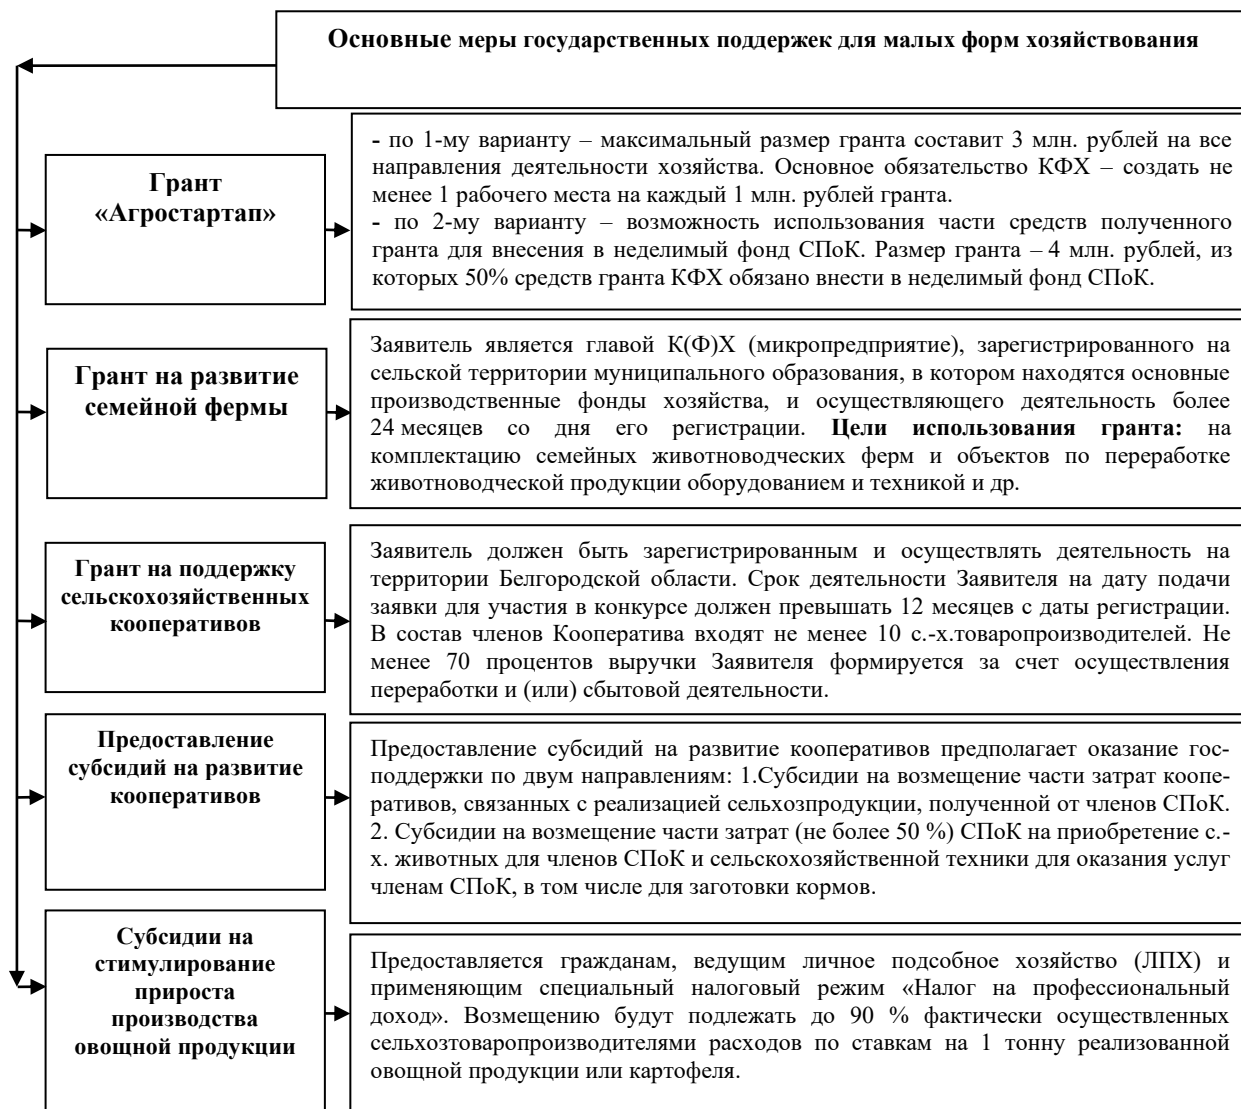 Основные меры государственных поддержек для малых форм хозяйствования
Грант
«Агростартап»
- по 1-му варианту – максимальный размер гранта составит 3 млн. рублей на все
направления деятельности хозяйства. Основное обязательство КФХ – создать не
менее 1 рабочего места на каждый 1 млн. рублей гранта.
- по 2-му варианту – возможность использования части средств полученного
гранта для внесения в неделимый фонд СПоК. Размер гранта – 4 млн. рублей, из
которых 50% средств гранта КФХ обязано внести в неделимый фонд СПоК.
Грант на развитие
семейной фермы
Заявитель является главой К(Ф)Х (микропредприятие), зарегистрированного на
сельской территории муниципального образования, в котором находятся основные
производственные фонды хозяйства, и осуществляющего деятельность более
24 месяцев со дня его регистрации. Цели использования гранта: на
комплектацию семейных животноводческих ферм и объектов по переработке
животноводческой продукции оборудованием и техникой и др.
Грант на поддержку
сельскохозяйственных
кооперативов
Заявитель должен быть зарегистрированным и осуществлять деятельность на
территории Белгородской области. Срок деятельности Заявителя на дату подачи
заявки для участия в конкурсе должен превышать 12 месяцев с даты регистрации.
В состав членов Кооператива входят не менее 10 с.-х.товаропроизводителей. Не
менее 70 процентов выручки Заявителя формируется за счет осуществления
переработки и (или) сбытовой деятельности.
Предоставление
субсидий на развитие
кооперативов
Предоставление субсидий на развитие кооперативов предполагает оказание гос-
поддержки по двум направлениям: 1.Субсидии на возмещение части затрат коопе-
ративов, связанных с реализацией сельхозпродукции, полученной от членов СПоК.
2. Субсидии на возмещение части затрат (не более 50 %) СПоК на приобретение с.-
х. животных для членов СПоК и сельскохозяйственной техники для оказания услуг
членам СПоК, в том числе для заготовки кормов.
Субсидии на
стимулирование
прироста
производства
овощной продукции
Предоставляется гражданам, ведущим личное подсобное хозяйство (ЛПХ) и
применяющим специальный налоговый режим «Налог на профессиональный
доход». Возмещению будут подлежать до 90 % фактически осуществленных
сельхозтоваропроизводителями расходов по ставкам на 1 тонну реализованной
овощной продукции или картофеля.